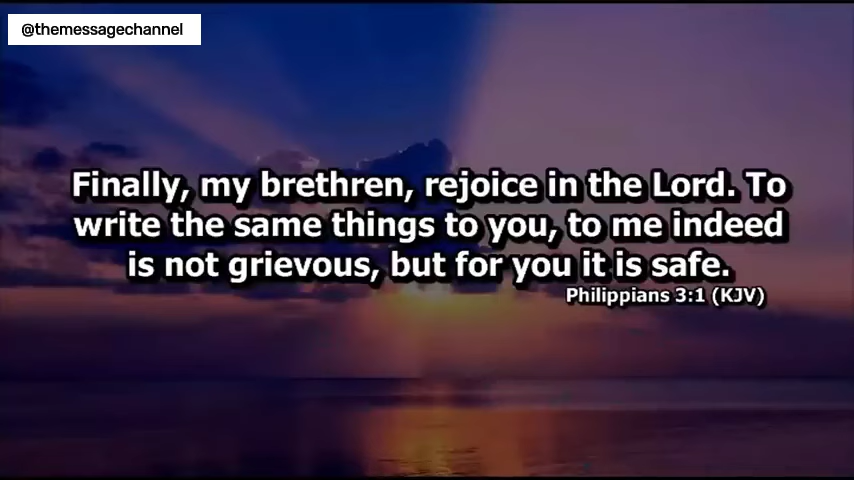 @themessagechannel
Finally, my brethren, rejoice in the Lord. To
write the same things to you, to me indeed
is not grievous, but for you it is safe.
Philippians 3:1 (KJV)